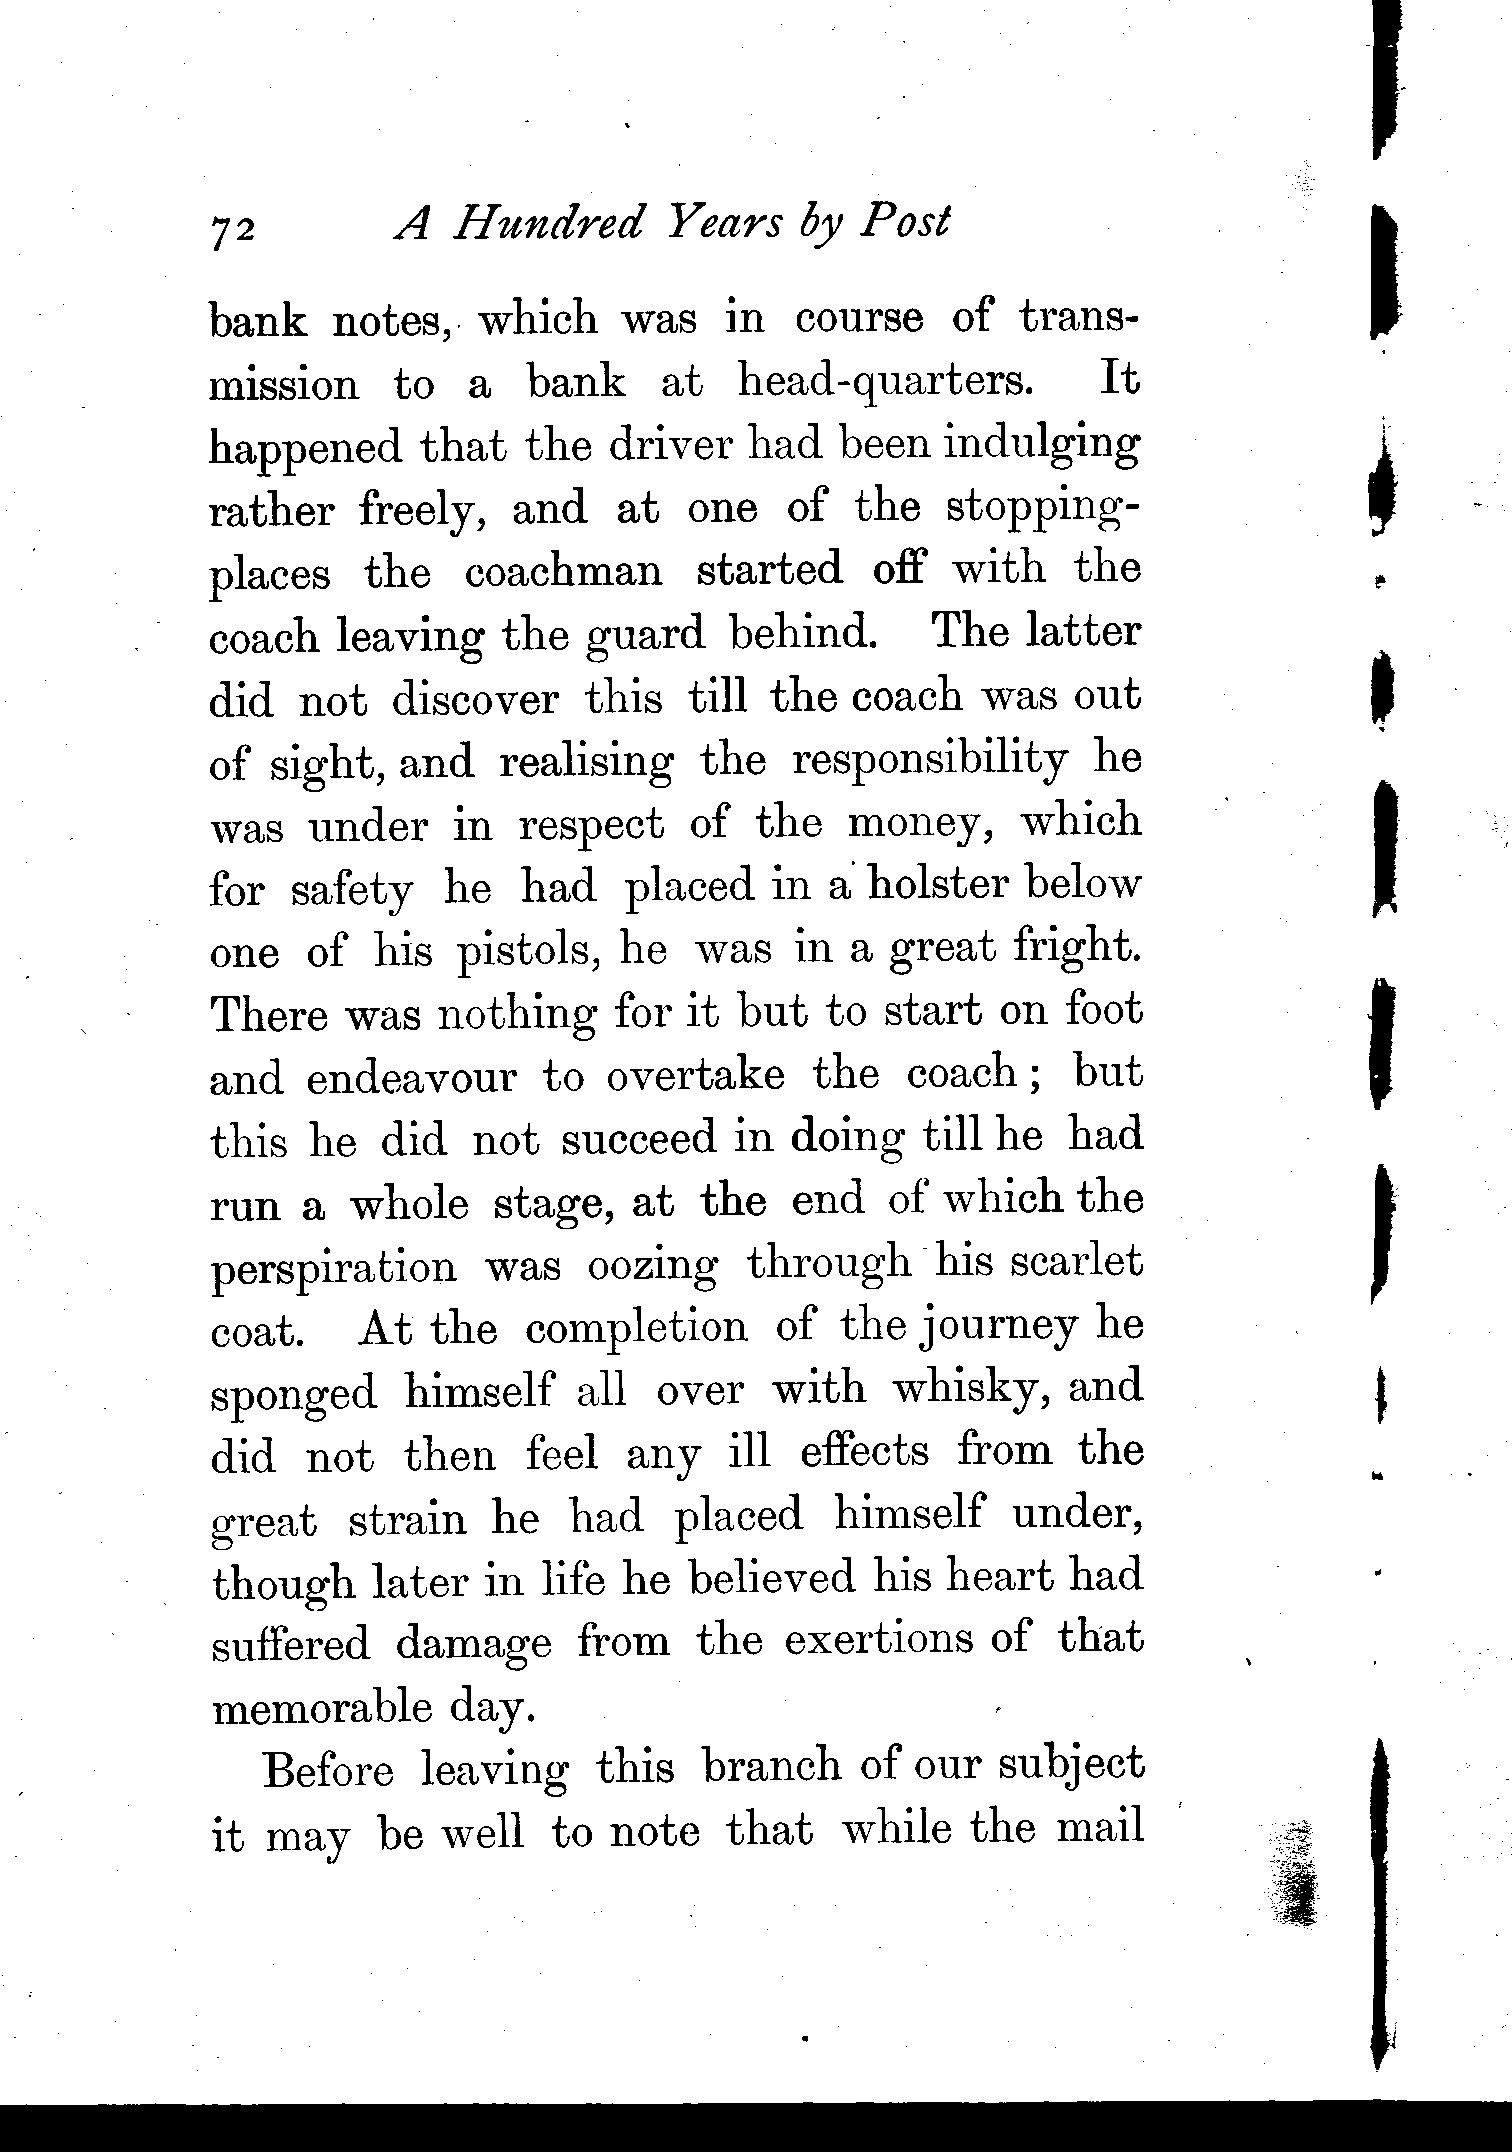 72 A Hundred Years by Post
bank notes, which was in course of trans-
mission to a bank at head-quarters. It
happened that the driver had been indulging
rather freely, and at one of the stopping-
places the coachman started off with the
coach leaving the guard behind. The latter
did not discover this till the coach was out
of sight, and realising the responsibility he
was under in respect of the money, which
for safety he had placed in a holster below
one of his pistols, he was in a great fright.
There was nothing for it but to start on foot
and endeavour to overtake the coach; but
this he did not succeed in doing till he had
run a whole stage, at the end of which the
perspiration was oozing through his scarlet
coat. At the completion of the journey he
sponged himself all over with whisky, and
did not then feel any ill effects from the
great strain he had placed himself under,
though later in life he believed his heart had
suffered damage from the exertions of that
memorable day.
Before leaving this branch of our subject
it may be well to note that while the mail